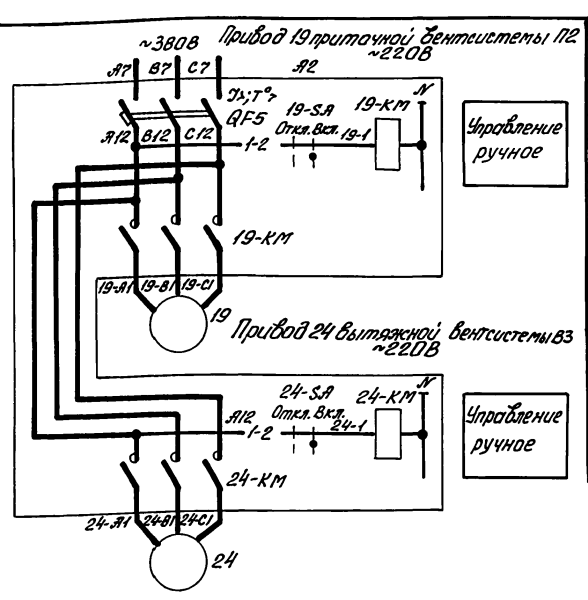 Привод 19 приточной вентсистемы П2
~380В ~220В
А7 В7 С7 А2 N
I>; T°>
QF5
19-SA 19-КМ
Откл. Вкл.
А12 В12 С12 1-2 19-1
Управление
ручное
19-КМ
19-А1 19-В1 19-С1
19
Привод 24 вытяжной вентсистемы В3
~220В
N
24-SA 24-КМ
Откл. Вкл.
А12 1-2 24-1
Управление
ручное
24-КМ
24-А1 24-В1 24-С1
24